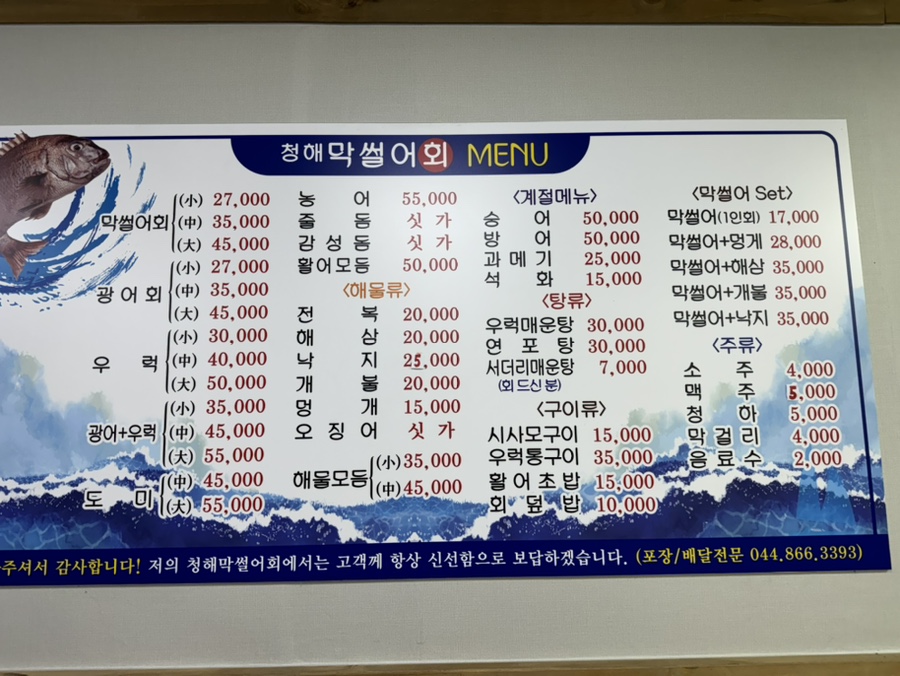 청해막썰어회 MENU
막썰어회 (小) 27,000
(中) 35,000
(大) 45,000
광어회 (小) 27,000
(中) 35,000
(大) 45,000
우럭 (小) 30,000
(中) 40,000
(大) 50,000
광어+우럭 (小) 35,000
(中) 45,000
(大) 55,000
도미 (中) 45,000
(大) 55,000
농어 55,000
줄돔 싯가
감성돔 싯가
활어모듬 50,000
<해물류>
전복 20,000
해삼 20,000
낙지 25,000
개불 20,000
멍개 15,000
오징어 싯가
해물모듬 (小) 35,000
(中) 45,000
<계절메뉴>
숭어 50,000
방어 50,000
과메기 25,000
석화 15,000
<탕류>
우럭매운탕 30,000
연포탕 30,000
서더리매운탕 7,000
(회 드신 분)
<구이류>
시사모구이 15,000
우럭통구이 35,000
활어초밥 15,000
회덮밥 10,000
<막썰어 Set>
막썰어(1인회) 17,000
막썰어+멍게 28,000
막썰어+해삼 35,000
막썰어+개불 35,000
막썰어+낙지 35,000
<주류>
소주 4,000
맥주 5,000
청하 5,000
막걸리 4,000
음료수 2,000
주셔서 감사합니다! 저의 청해막썰어회에서는 고객께 항상 신선함으로 보답하겠습니다. (포장/배달전문 044.866.3393)